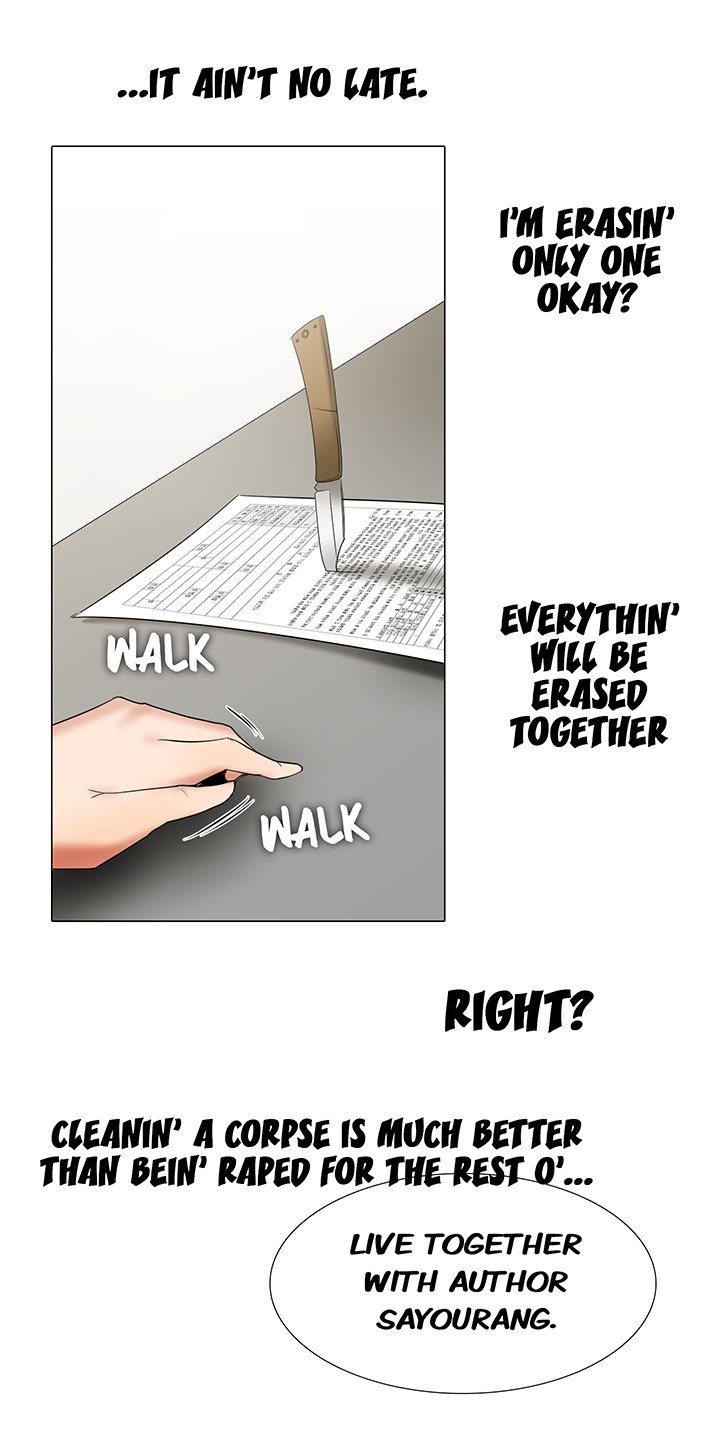 ...IT AIN'T NO LATE.
I'M ERASIN'
ONLY ONE
OKAY?
EVERYTHIN'
WILL BE
ERASED
TOGETHER
WALK
WALK
RIGHT?
CLEANIN' A CORPSE IS MUCH BETTER
THAN BEIN' RAPED FOR THE REST O'...
LIVE TOGETHER
WITH AUTHOR
SAYOURANG.